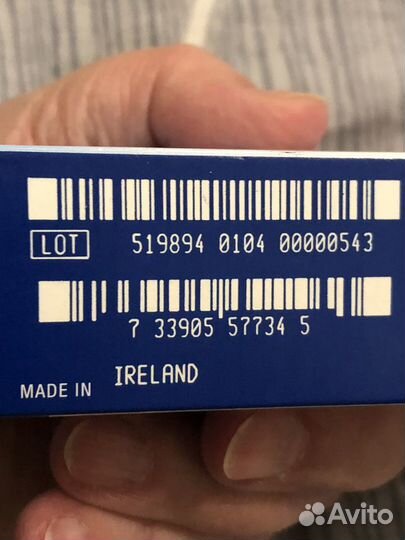 LOT 519894 0104 00000543
7 33905 57734 5
MADE IN IRELAND
Avito